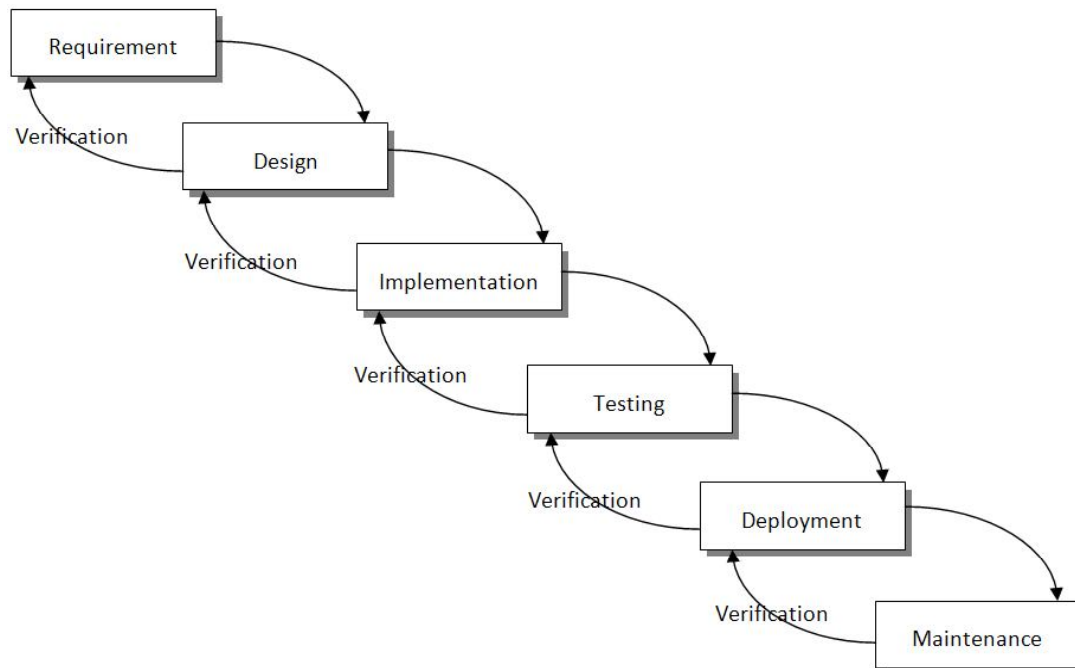 Requirement
Verification
Design
Verification
Implementation
Verification
Testing
Verification
Deployment
Verification
Maintenance